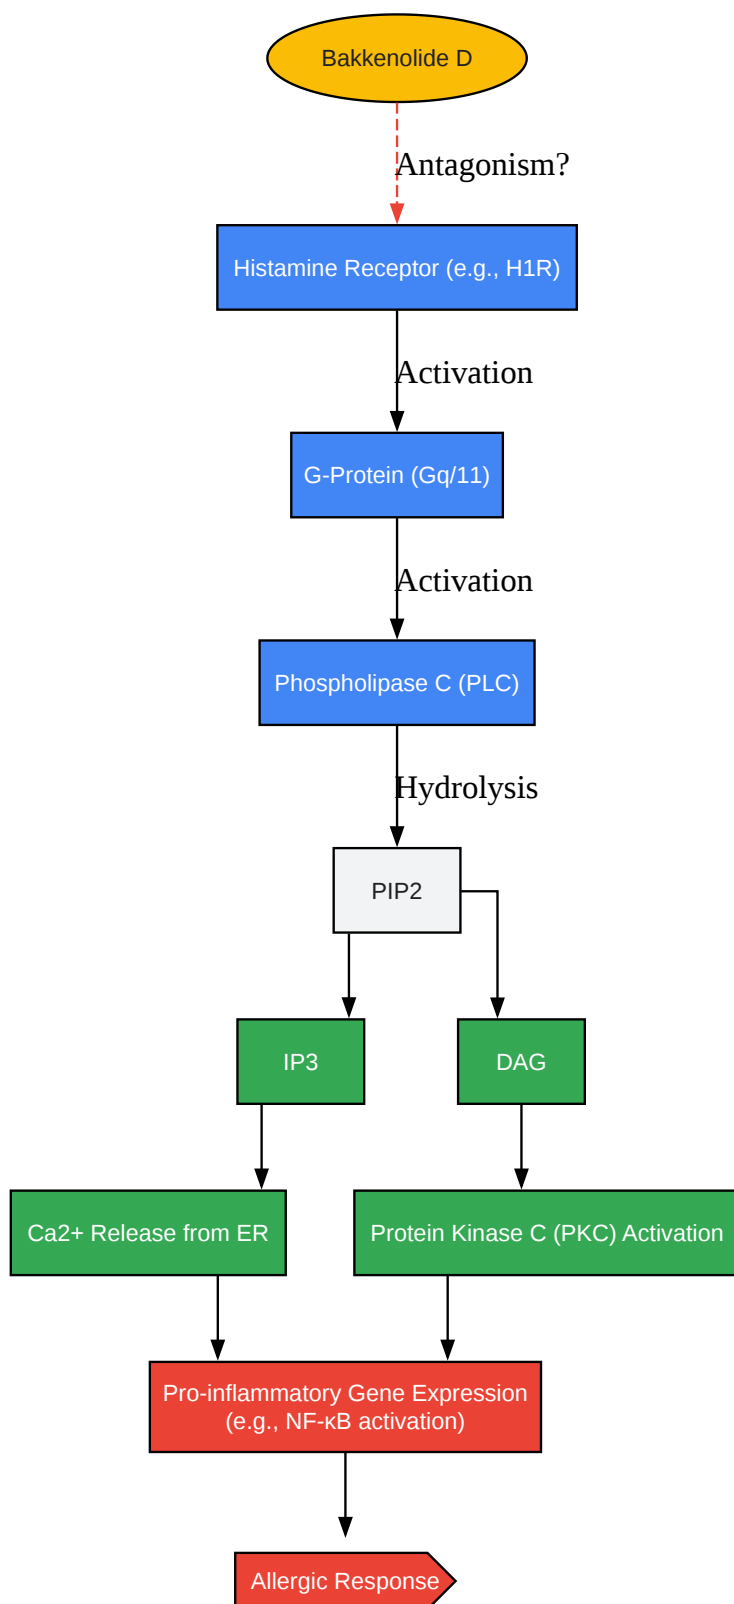 Bakkenolide D
Antagonism?
Histamine Receptor (e.g., H1R)
Activation
G-Protein (Gq/11)
Activation
Phospholipase C (PLC)
Hydrolysis
PIP2
IP3
DAG
Ca2+ Release from ER
Protein Kinase C (PKC) Activation
Pro-inflammatory Gene Expression
(e.g., NF-κB activation)
Allergic Response